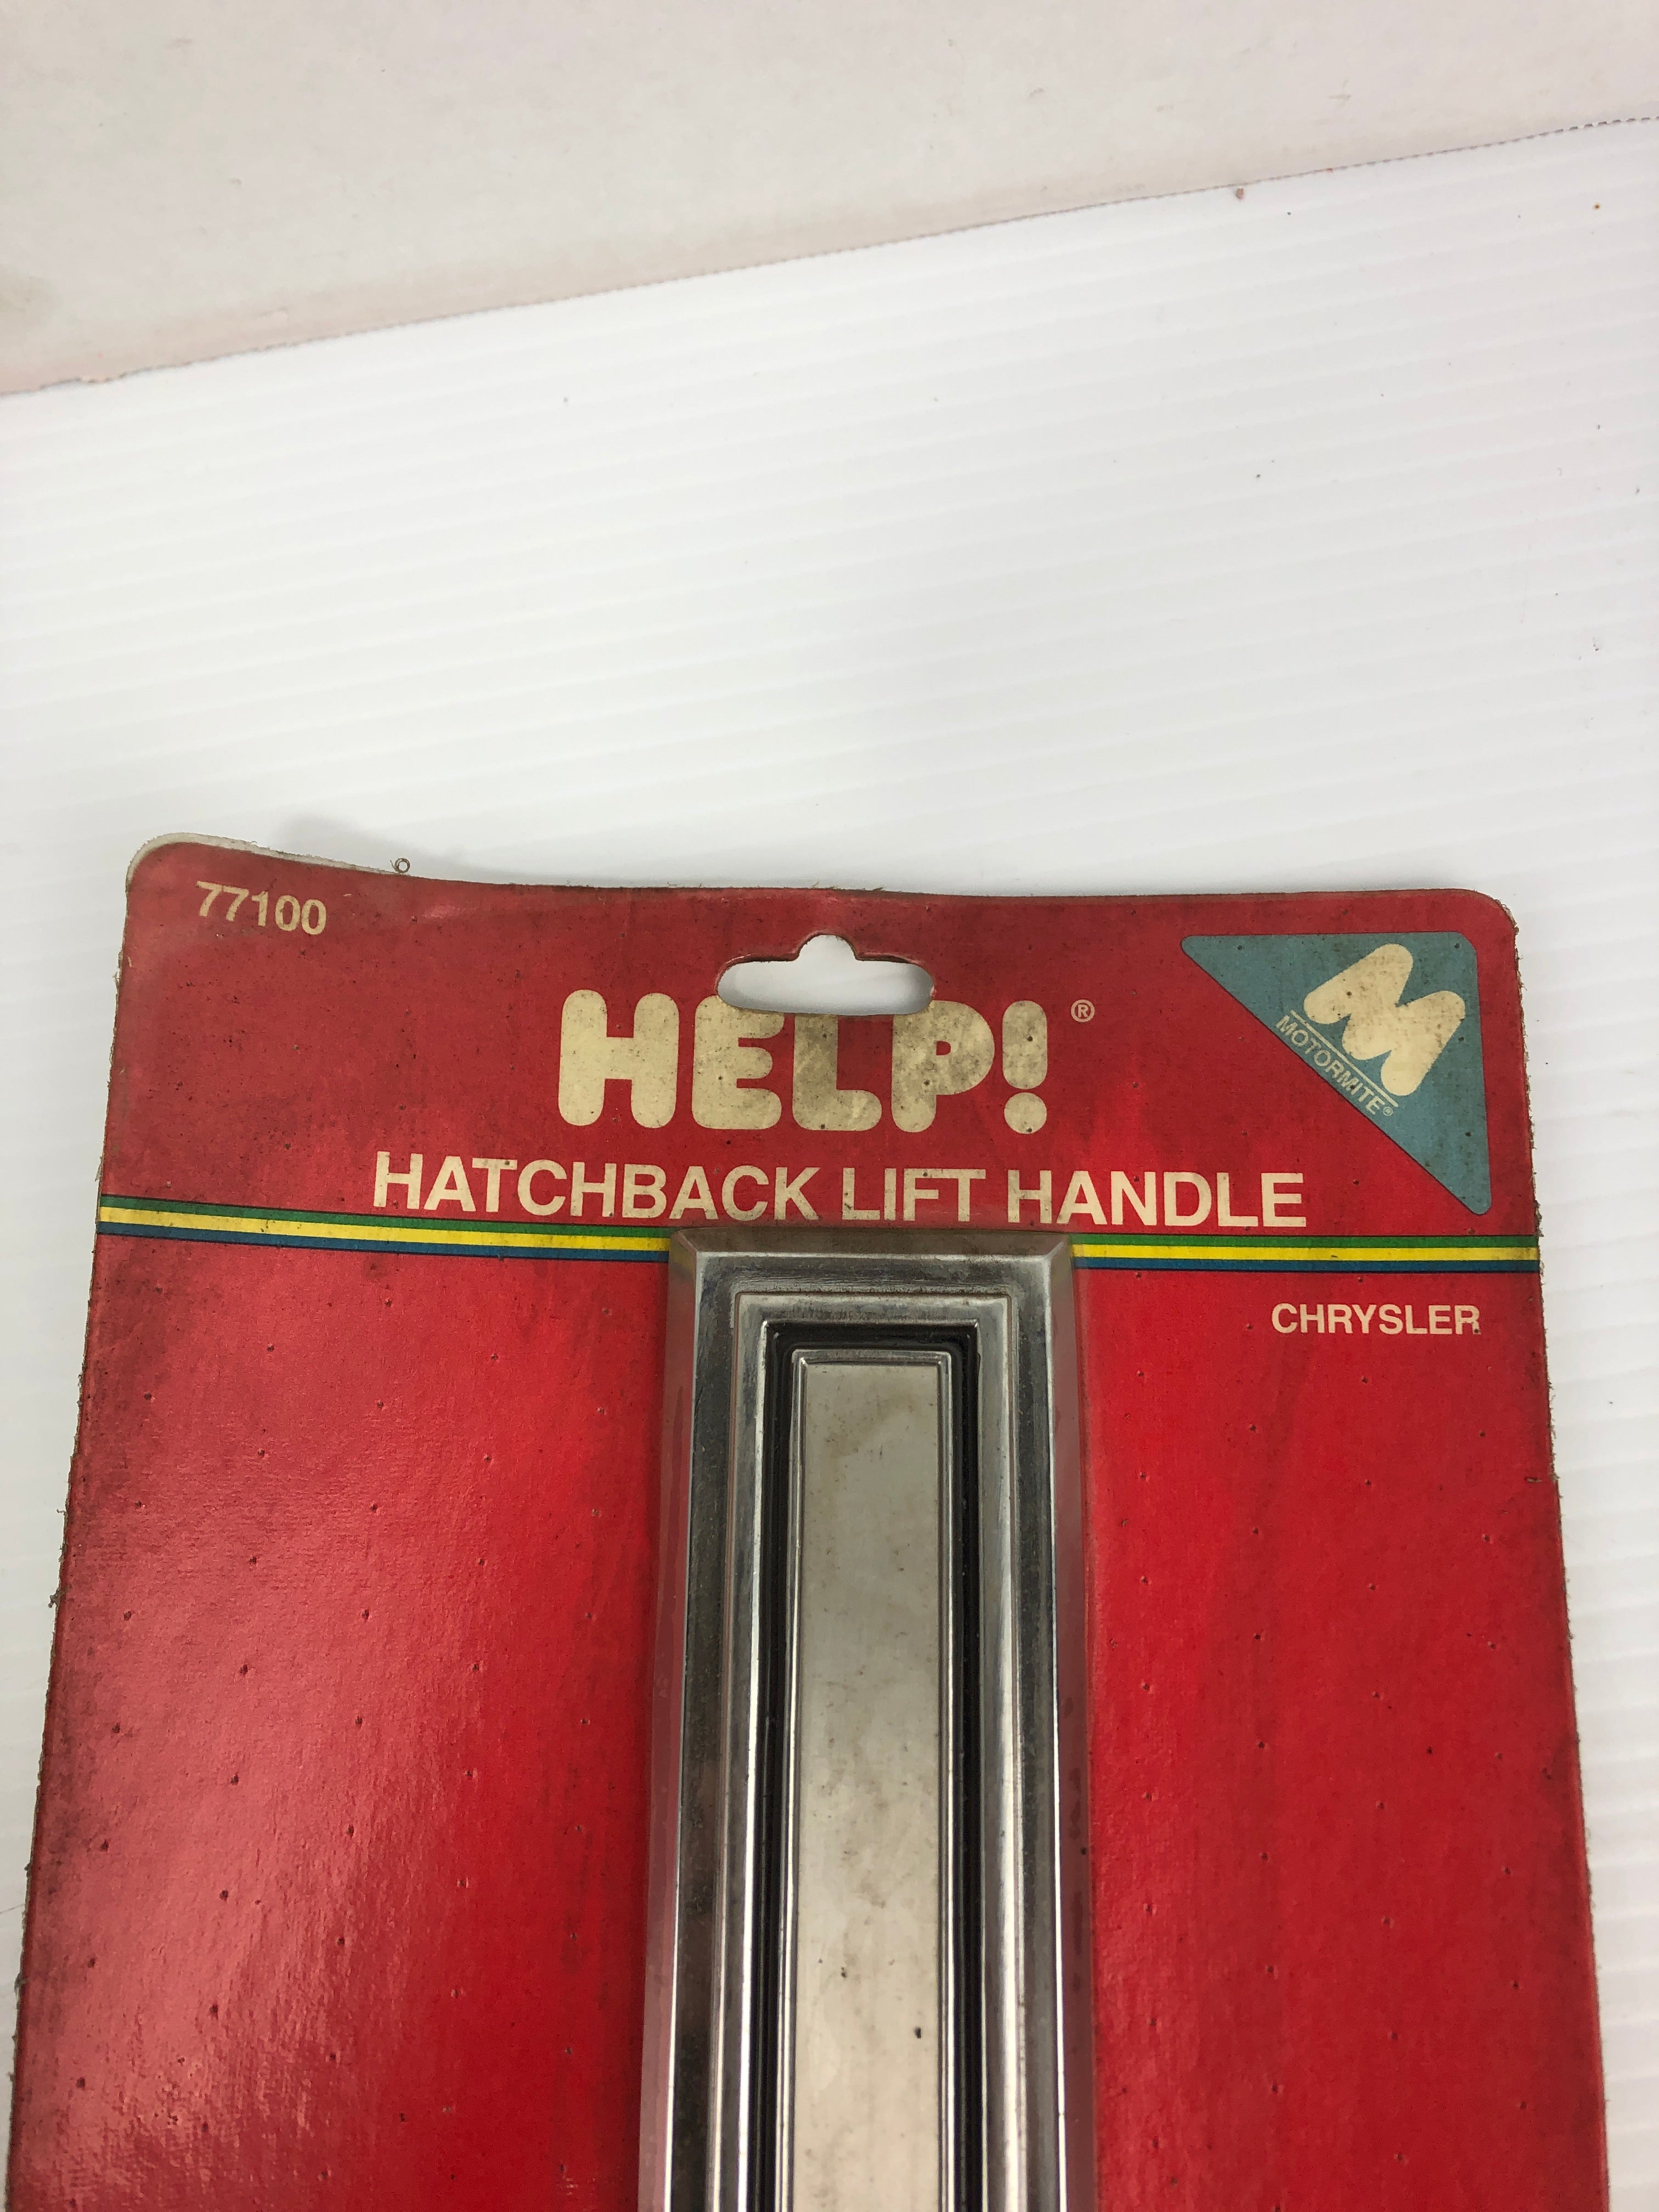 77100
HELP!®
M
MOTORMITE®
HATCHBACK LIFT HANDLE
CHRYSLER